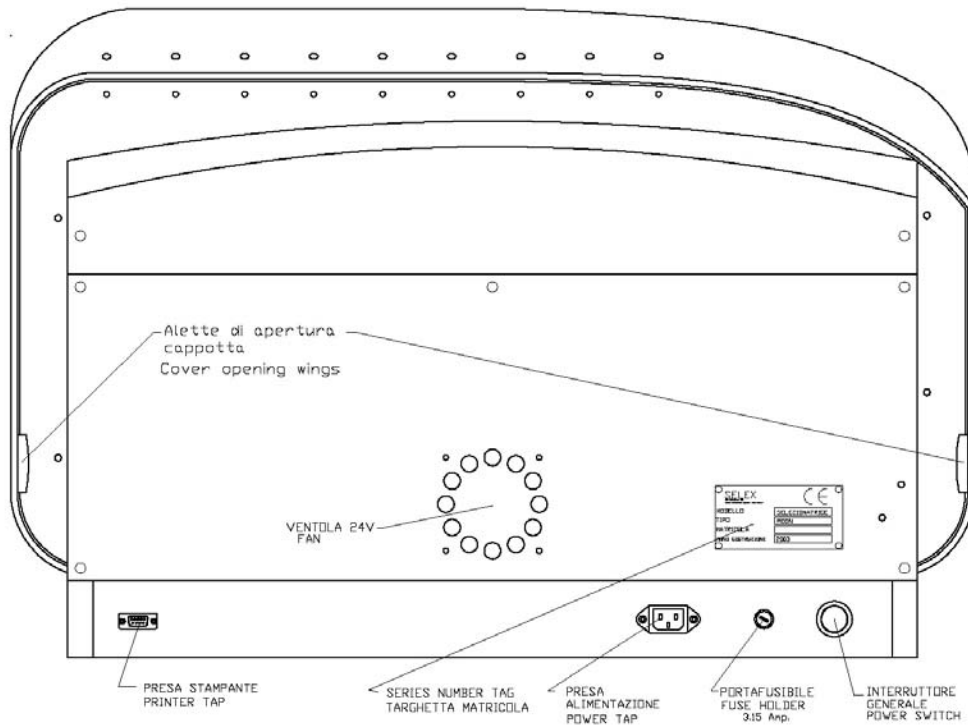 Alette di apertura
cappotta
Cover opening wings
VENTOLA 24V
FAN
SELEX
CE
MODELLO
SELEZIONATRICE
TIPO
MATRICOLA
ANNO COSTRUZIONE
2003
PRESA STAMPANTE
PRINTER TAP
SERIES NUMBER TAG
TARGHETTA MATRICOLA
PRESA
ALIMENTAZIONE
POWER TAP
PORTAFUSIBILE
FUSE HOLDER
3.15 Amp.
INTERRUTTORE
GENERALE
POWER SWITCH